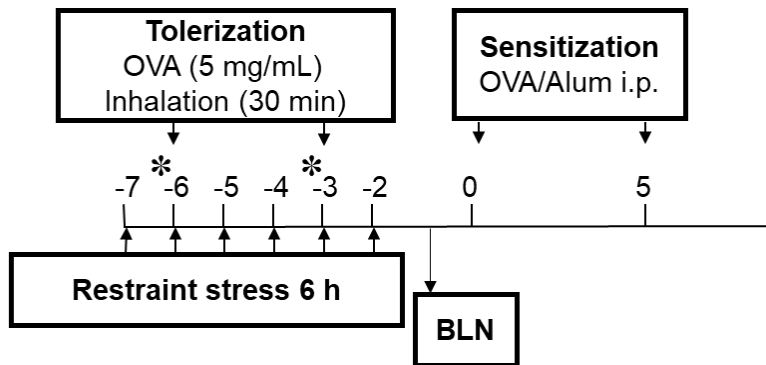 Tolerization
OVA (5 mg/mL)
Inhalation (30 min)
Sensitization
OVA/Alum i.p.
* *
-7 -6 -5 -4 -3 -2 0 5
Restraint stress 6 h
BLN